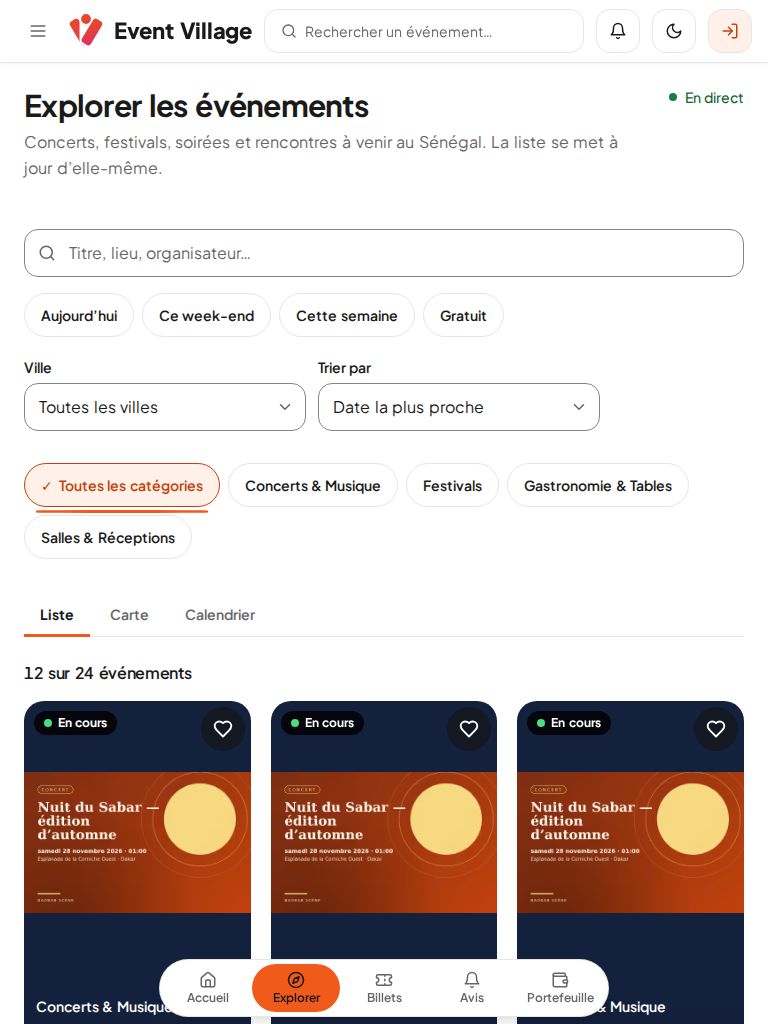 Event Village
Rechercher un événement…
Explorer les événements
En direct
Concerts, festivals, soirées et rencontres à venir au Sénégal. La liste se met à
jour d’elle-même.
Titre, lieu, organisateur…
Aujourd’hui
Ce week-end
Cette semaine
Gratuit
Ville
Trier par
Toutes les villes
Date la plus proche
✓ Toutes les catégories
Concerts & Musique
Festivals
Gastronomie & Tables
Salles & Réceptions
Liste
Carte
Calendrier
12 sur 24 événements
En cours
CONCERT
Nuit du Sabar —
édition
d’automne
samedi 28 novembre 2026 · 01:00
Esplanade de la Corniche Ouest · Dakar
BAOBAB SCÈNE
Concerts & Musique
En cours
CONCERT
Nuit du Sabar —
édition
d’automne
samedi 28 novembre 2026 · 01:00
Esplanade de la Corniche Ouest · Dakar
BAOBAB SCÈNE
En cours
CONCERT
Nuit du Sabar —
édition
d’automne
samedi 28 novembre 2026 · 01:00
Esplanade de la Corniche Ouest · Dakar
BAOBAB SCÈNE
& Musique
Accueil
Explorer
Billets
Avis
Portefeuille